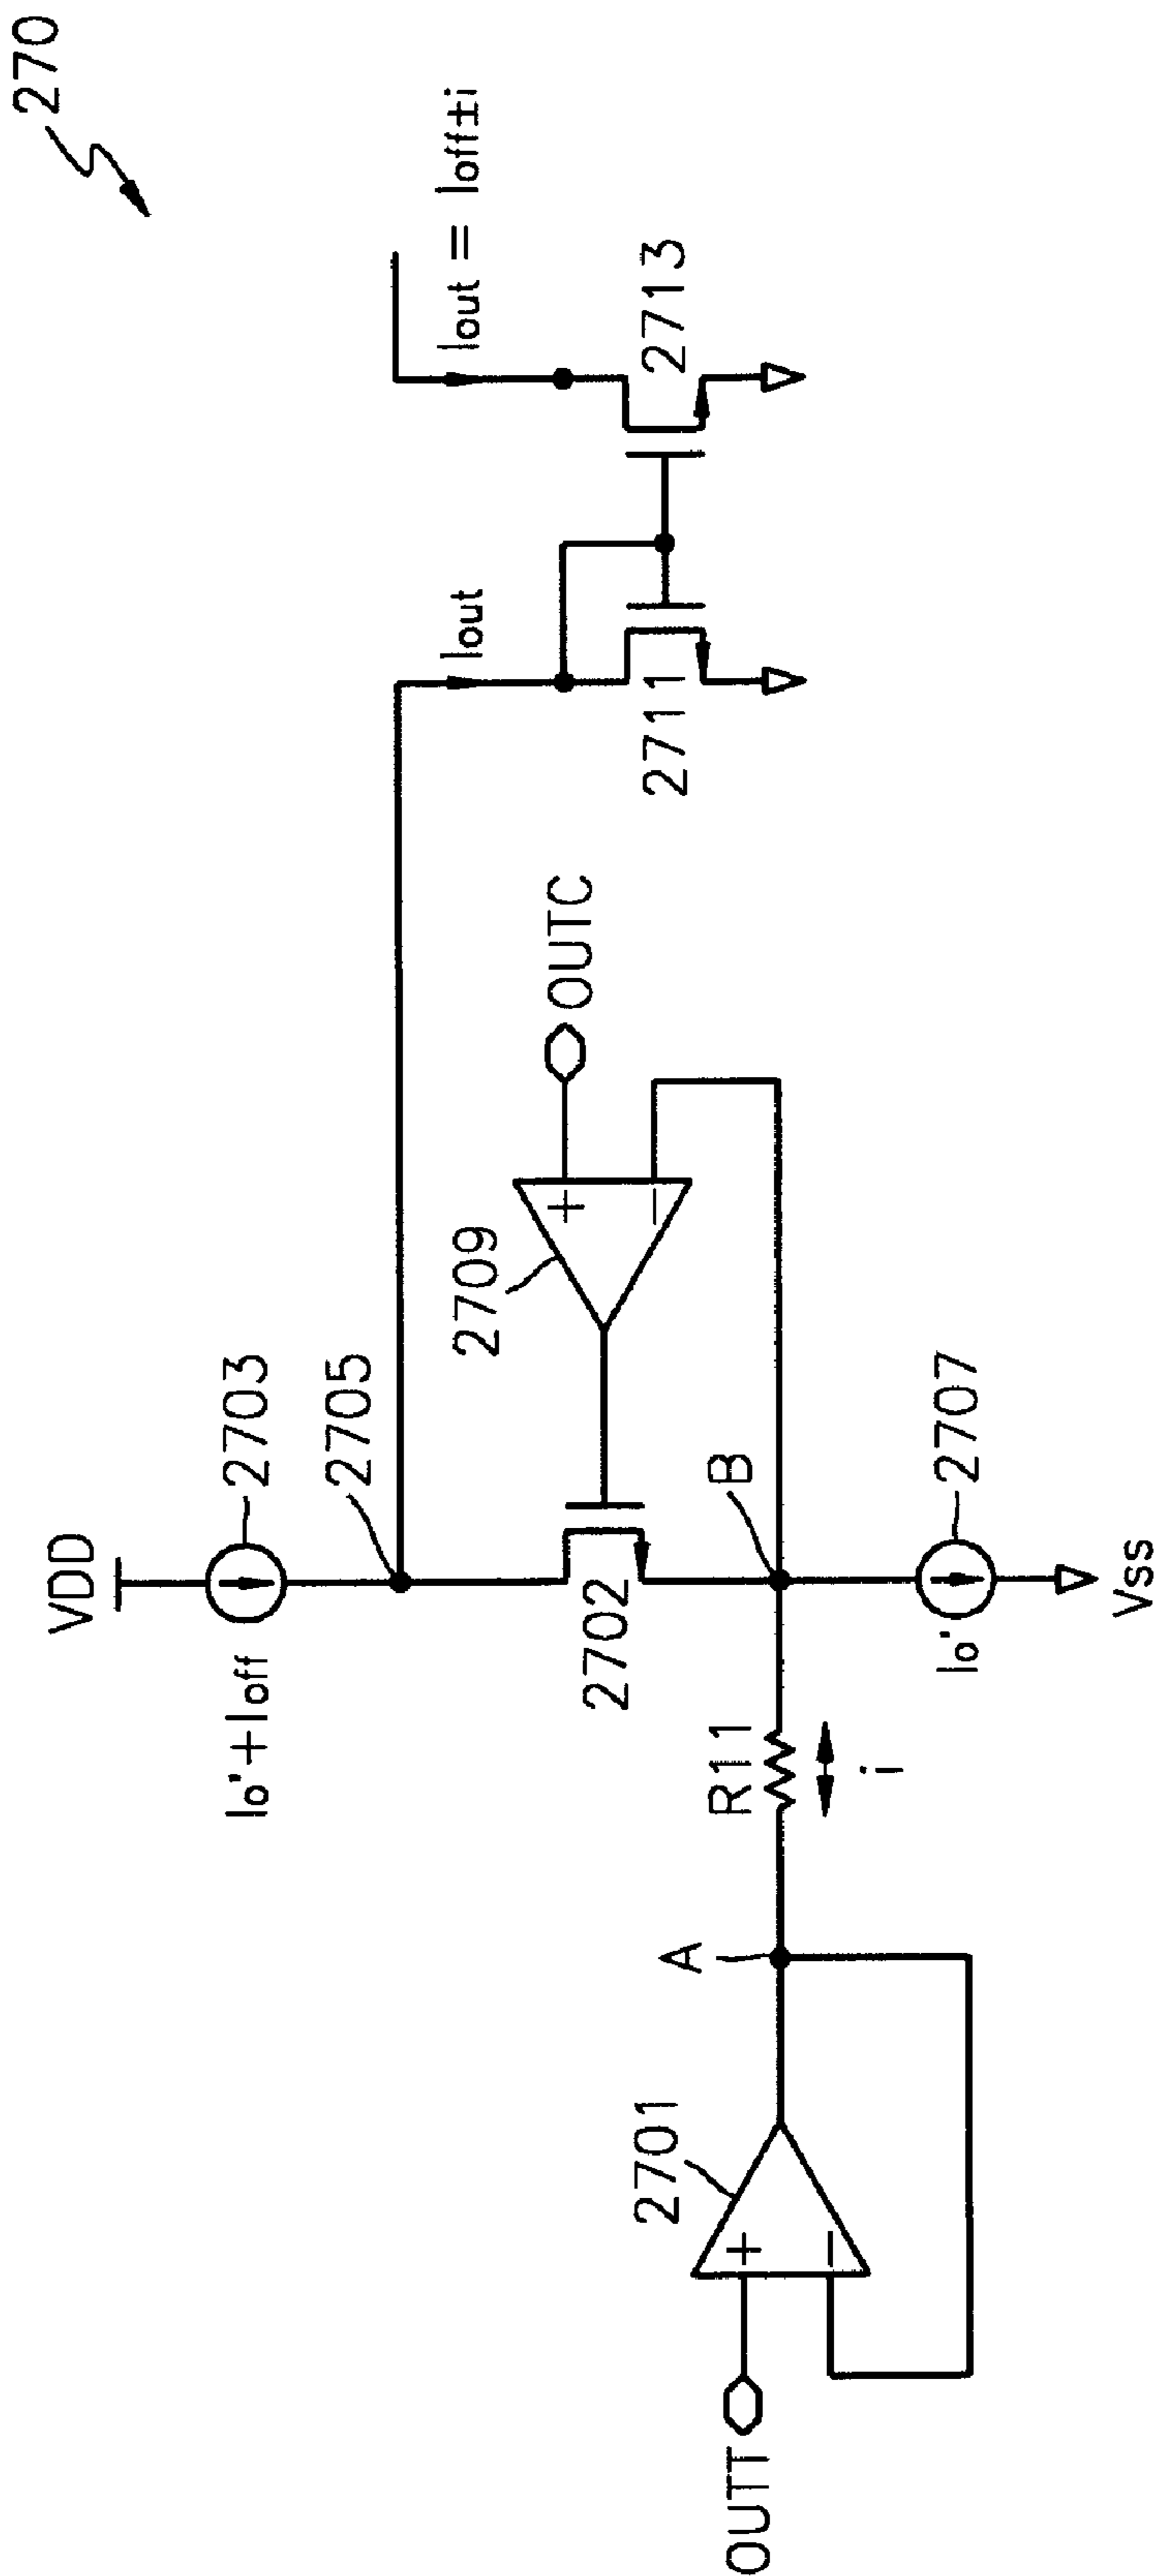 270
VDD
Io'+Ioff
2703
2705
Iout
Iout = Ioff±i
2709
OUTC
2702
2711
2713
B
R11
i
A
2701
OUTT
Io'
2707
Vss